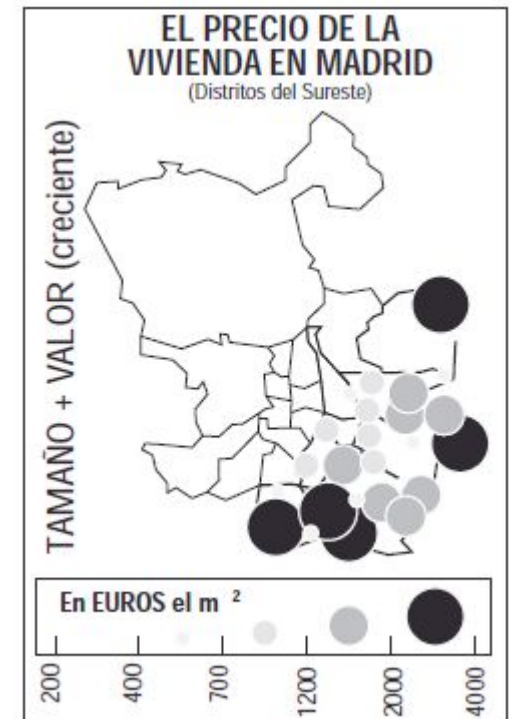 EL PRECIO DE LA
VIVIENDA EN MADRID
(Distritos del Sureste)
TAMAÑO + VALOR (creciente)
En EUROS el m ²
200
400
700
1200
2000
4000